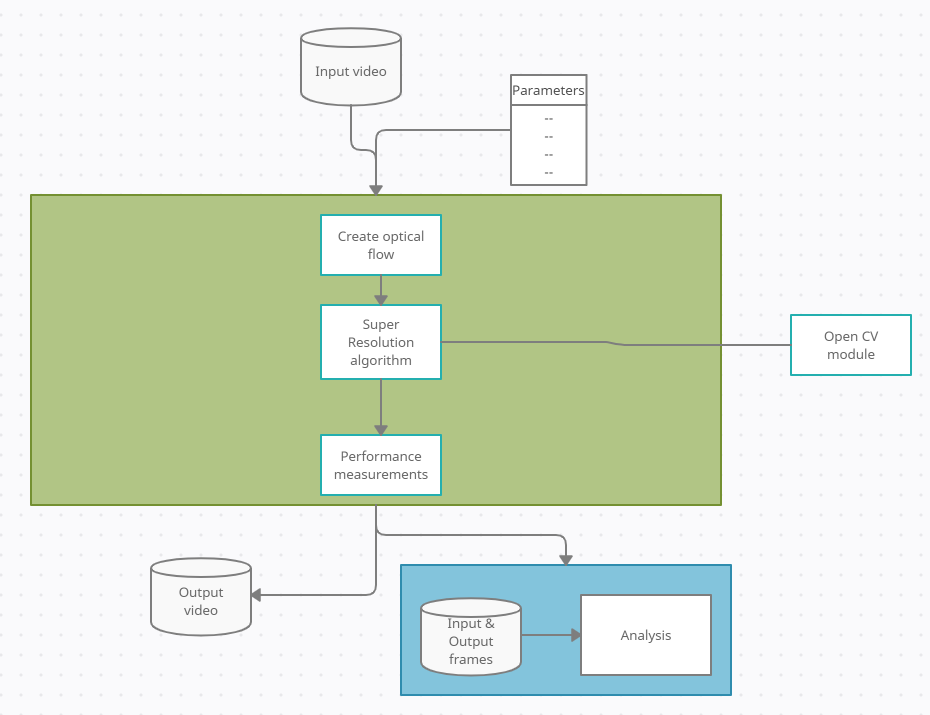 Input video
Parameters
--
--
--
--
Create optical
flow
Super
Resolution
algorithm
Open CV
module
Performance
measurements
Output
video
Input &
Output
frames
Analysis